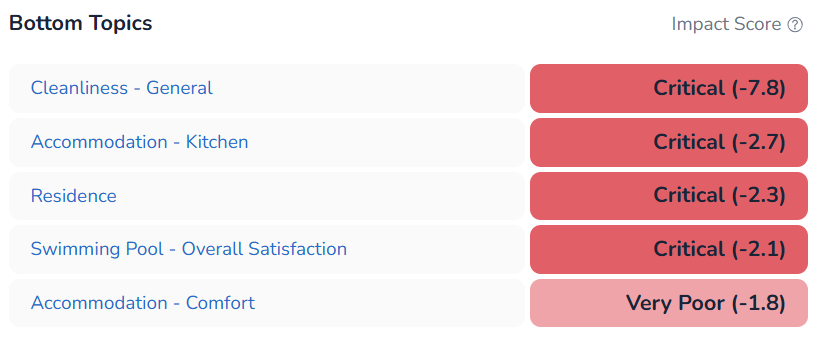 Bottom Topics Impact Score ?
Cleanliness - General Critical (-7.8)
Accommodation - Kitchen Critical (-2.7)
Residence Critical (-2.3)
Swimming Pool - Overall Satisfaction Critical (-2.1)
Accommodation - Comfort Very Poor (-1.8)